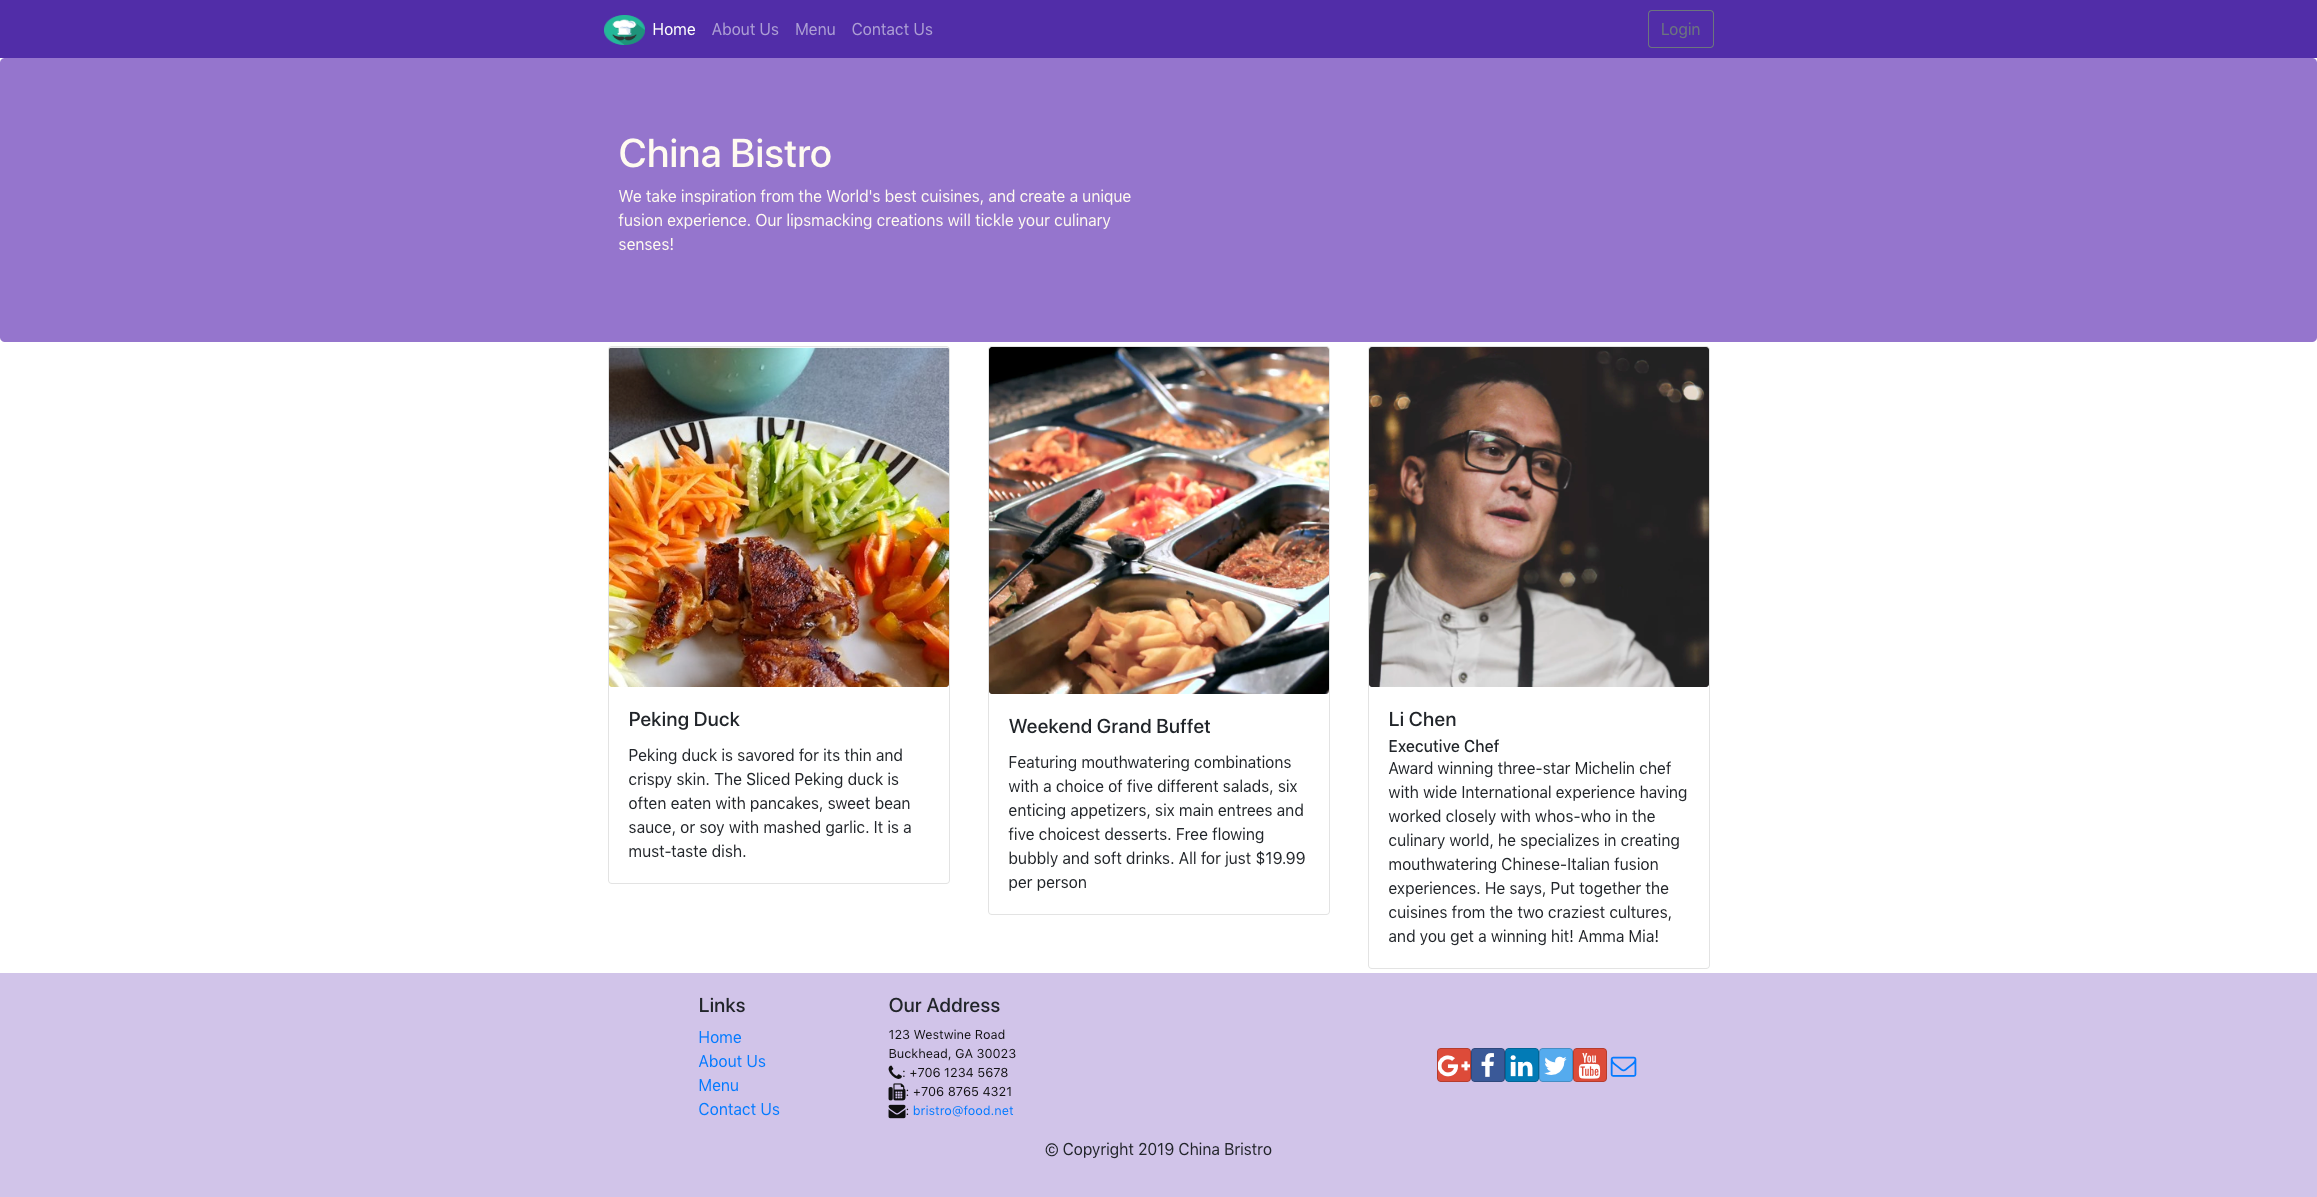 Home About Us Menu Contact Us Login
China Bistro
We take inspiration from the World's best cuisines, and create a unique
fusion experience. Our lipsmacking creations will tickle your culinary
senses!
Peking Duck
Peking duck is savored for its thin and
crispy skin. The Sliced Peking duck is
often eaten with pancakes, sweet bean
sauce, or soy with mashed garlic. It is a
must-taste dish.
Weekend Grand Buffet
Featuring mouthwatering combinations
with a choice of five different salads, six
enticing appetizers, six main entrees and
five choicest desserts. Free flowing
bubbly and soft drinks. All for just $19.99
per person
Li Chen
Executive Chef
Award winning three-star Michelin chef
with wide International experience having
worked closely with whos-who in the
culinary world, he specializes in creating
mouthwatering Chinese-Italian fusion
experiences. He says, Put together the
cuisines from the two craziest cultures,
and you get a winning hit! Amma Mia!
Links
Home
About Us
Menu
Contact Us
Our Address
123 Westwine Road
Buckhead, GA 30023
: +706 1234 5678
: +706 8765 4321
: bristro@food.net
G+ f in You Tube
© Copyright 2019 China Bristro